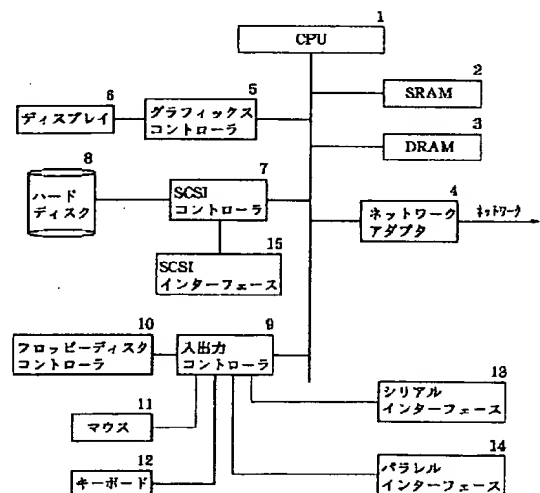 1
CPU
2
SRAM
6
ディスプレイ
5
グラフィックス
コントローラ
3
DRAM
8
ハード
ディスク
7
SCSI
コントローラ
4
ネットワーク
アダプタ
ネットワーク
15
SCSI
インターフェース
10
フロッピーディスク
コントローラ
9
入出力
コントローラ
13
シリアル
インターフェース
11
マウス
12
キーボード
14
パラレル
インターフェース